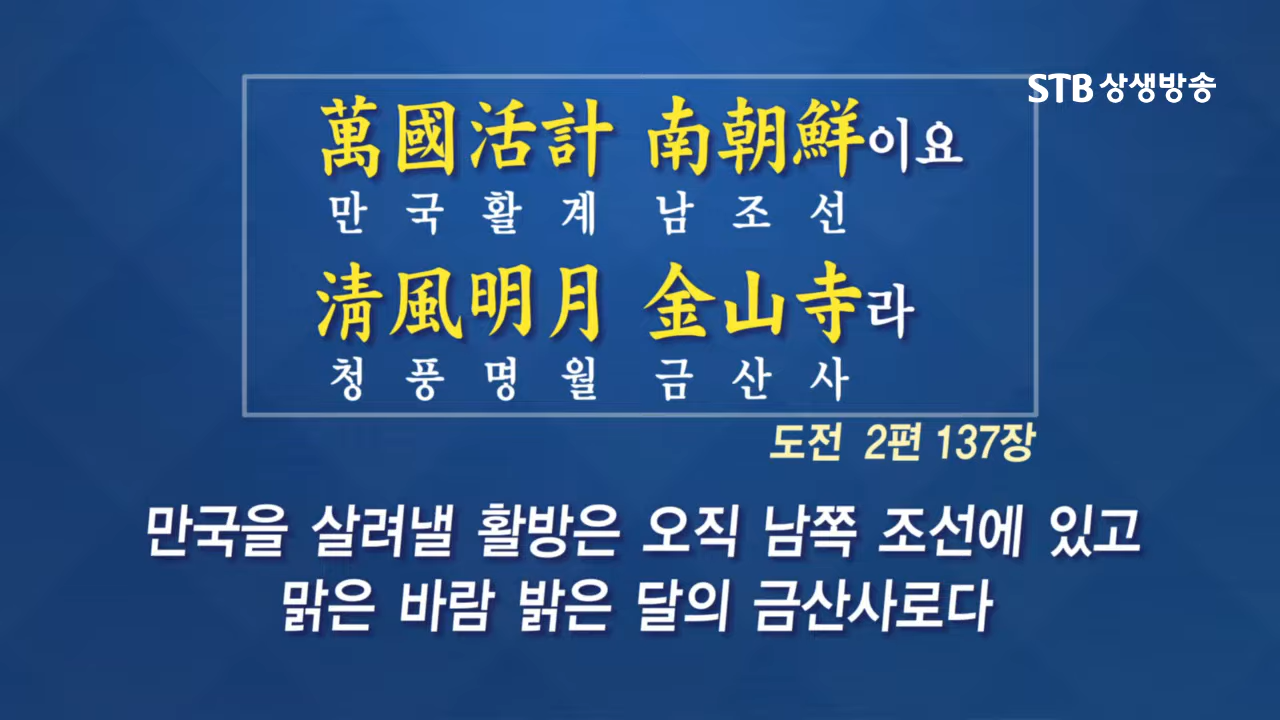 STB 상생방송
萬國活計 南朝鮮이요
만국활계 남조선
淸風明月 金山寺라
청풍명월 금산사
도전 2편 137장
만국을 살려낼 활방은 오직 남쪽 조선에 있고
맑은 바람 밝은 달의 금산사로다